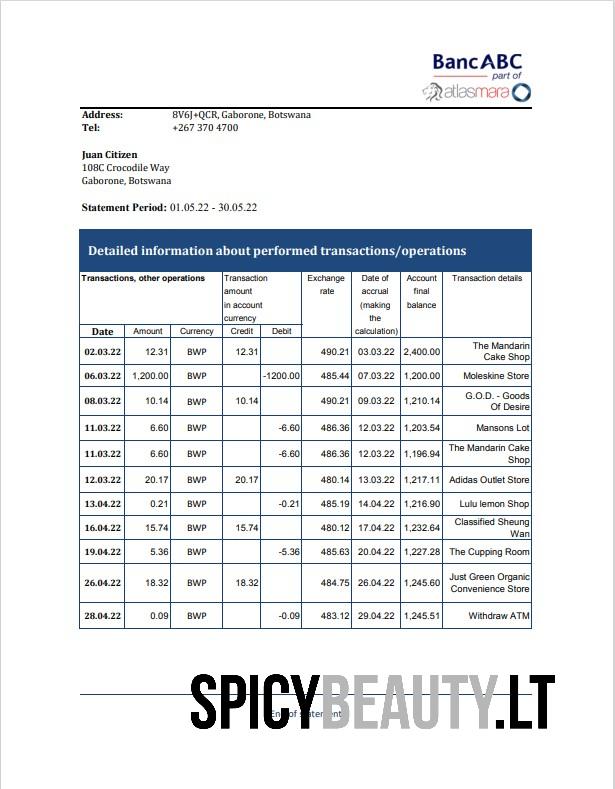 BancABC
part of
atlasmara
Address: 8V6J+QCR, Gaborone, Botswana
Tel: +267 370 4700
Juan Citizen
108C Crocodile Way
Gaborone, Botswana
Statement Period: 01.05.22 - 30.05.22
Detailed information about performed transactions/operations
Transactions, other operations
Transaction
amount
in account
currency
Exchange
rate
Date of
accrual
(making
the
calculation)
Account
final
balance
Transaction details
Date Amount Currency Credit Debit
02.03.22 12.31 BWP 12.31 490.21 03.03.22 2,400.00 The Mandarin
Cake Shop
06.03.22 1,200.00 BWP -1200.00 485.44 07.03.22 1,200.00 Moleskine Store
08.03.22 10.14 BWP 10.14 490.21 09.03.22 1,210.14 G.O.D. - Goods
Of Desire
11.03.22 6.60 BWP -6.60 486.36 12.03.22 1,203.54 Mansons Lot
11.03.22 6.60 BWP -6.60 486.36 12.03.22 1,196.94 The Mandarin Cake
Shop
12.03.22 20.17 BWP 20.17 480.14 13.03.22 1,217.11 Adidas Outlet Store
13.04.22 0.21 BWP -0.21 485.19 14.04.22 1,216.90 Lulu lemon Shop
16.04.22 15.74 BWP 15.74 480.12 17.04.22 1,232.64 Classified Sheung
Wan
19.04.22 5.36 BWP -5.36 485.63 20.04.22 1,227.28 The Cupping Room
26.04.22 18.32 BWP 18.32 484.75 26.04.22 1,245.60 Just Green Organic
Convenience Store
28.04.22 0.09 BWP -0.09 483.12 29.04.22 1,245.51 Withdraw ATM
SPICYBEAUTY.LT
End of statement